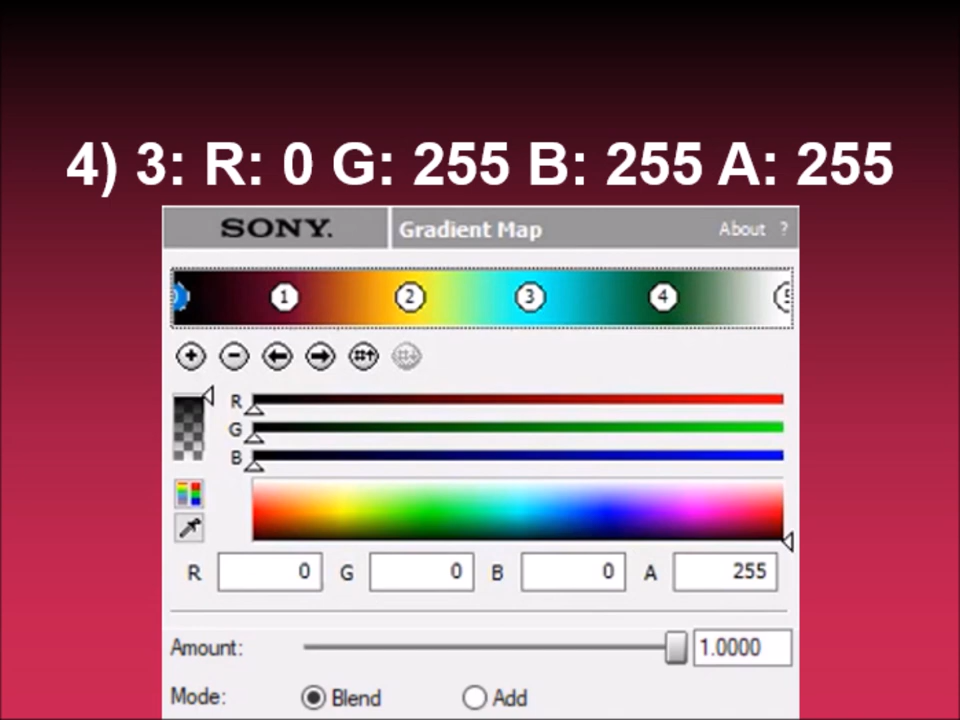 4) 3: R: 0 G: 255 B: 255 A: 255
SONY. Gradient Map About ?
1 2 3 4 5
R
G
B
R 0 G 0 B 0 A 255
Amount: 1.0000
Mode: Blend Add